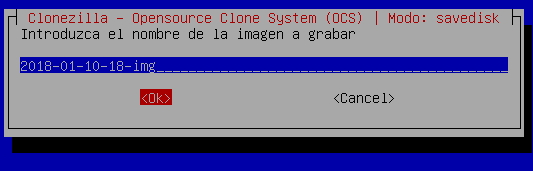 Clonezilla - Opensource Clone System (OCS) | Modo: savedisk
Introduzca el nombre de la imagen a grabar
2018-01-10-18-img
<Ok> <Cancel>